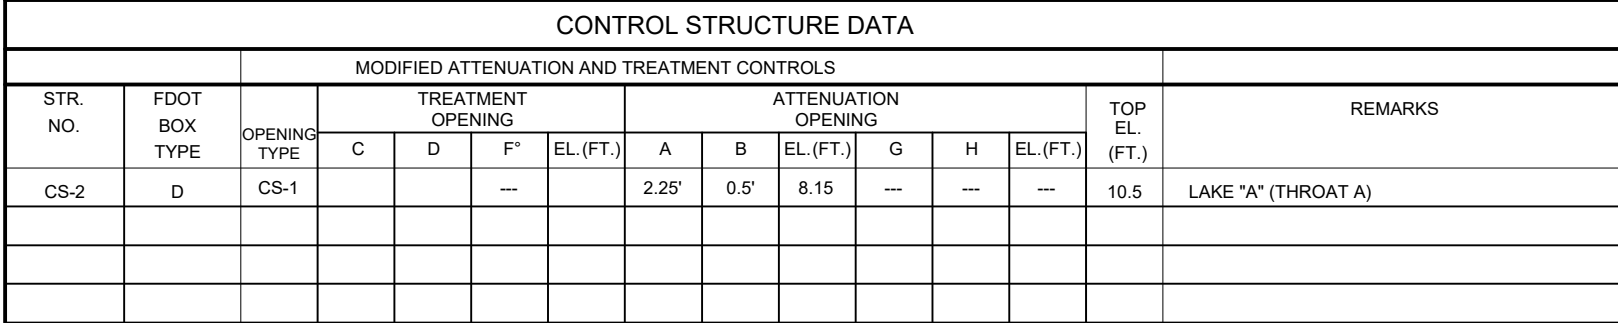 CONTROL STRUCTURE DATA
MODIFIED ATTENUATION AND TREATMENT CONTROLS
STR.
NO.
FDOT
BOX
TYPE
OPENING
TYPE
TREATMENT
OPENING
ATTENUATION
OPENING
TOP
EL.
(FT.)
REMARKS
C D F° EL.(FT.) A B EL.(FT.) G H EL.(FT.)
CS-2 D CS-1 --- 2.25' 0.5' 8.15 --- --- --- 10.5 LAKE "A" (THROAT A)